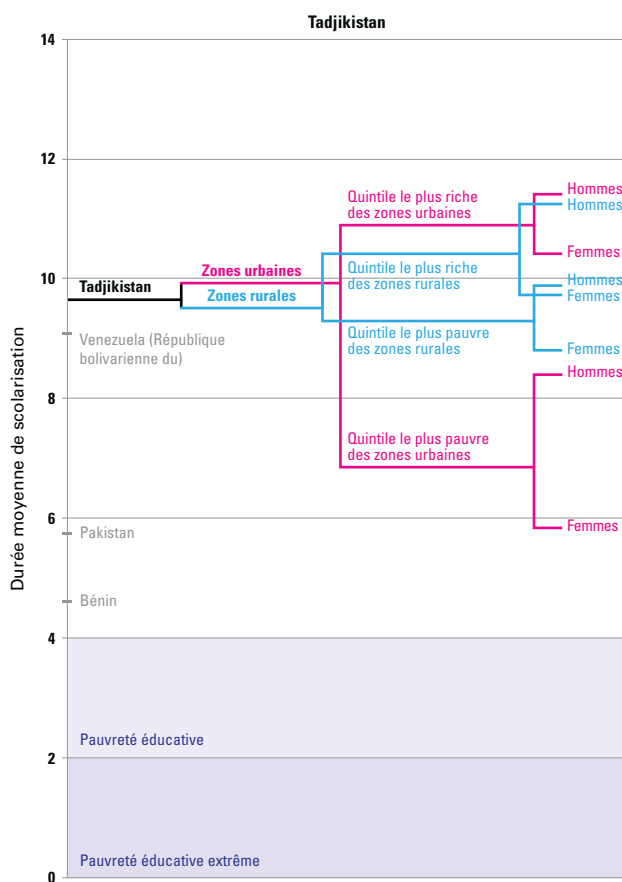 Tadjikistan
14
12
10
8
6
4
2
0
Durée moyenne de scolarisation
Tadjikistan
Venezuela (République
bolivarienne du)
Pakistan
Bénin
Pauvreté éducative
Pauvreté éducative extrême
Zones urbaines
Zones rurales
Quintile le plus riche
des zones urbaines
Quintile le plus riche
des zones rurales
Quintile le plus pauvre
des zones rurales
Quintile le plus pauvre
des zones urbaines
Hommes
Hommes
Femmes
Hommes
Femmes
Femmes
Hommes
Femmes